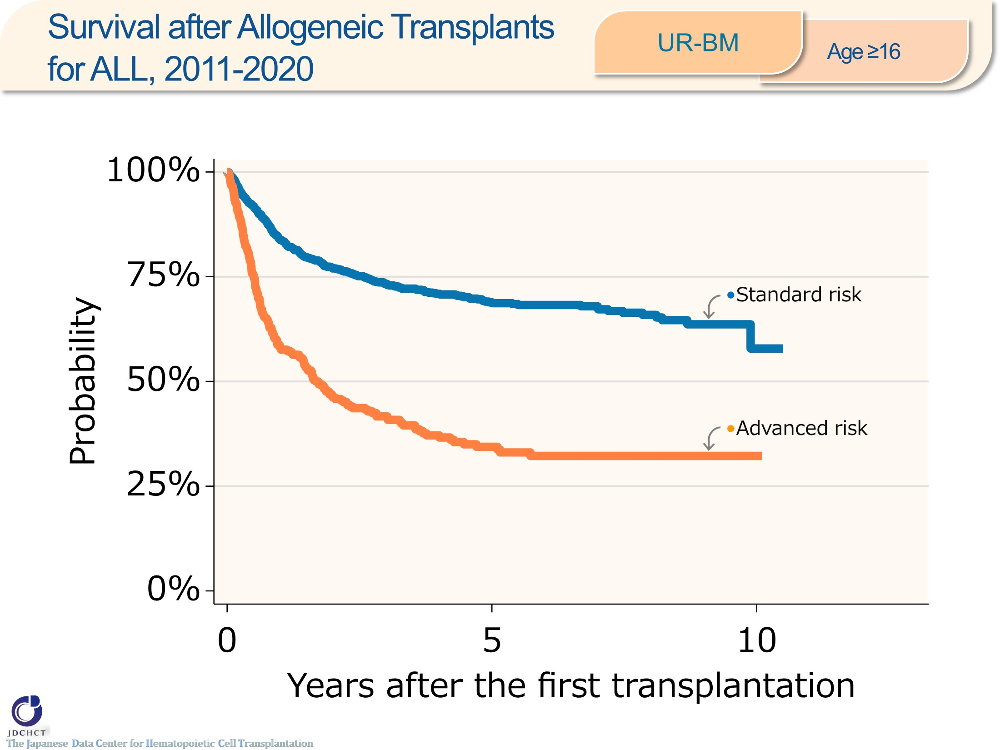 Survival after Allogeneic Transplants
for ALL, 2011-2020
UR-BM
Age ≥16
100%
75%
50%
25%
0%
Probability
Standard risk
Advanced risk
0
5
10
Years after the first transplantation
JDCHCT
The Japanese Data Center for Hematopoietic Cell Transplantation